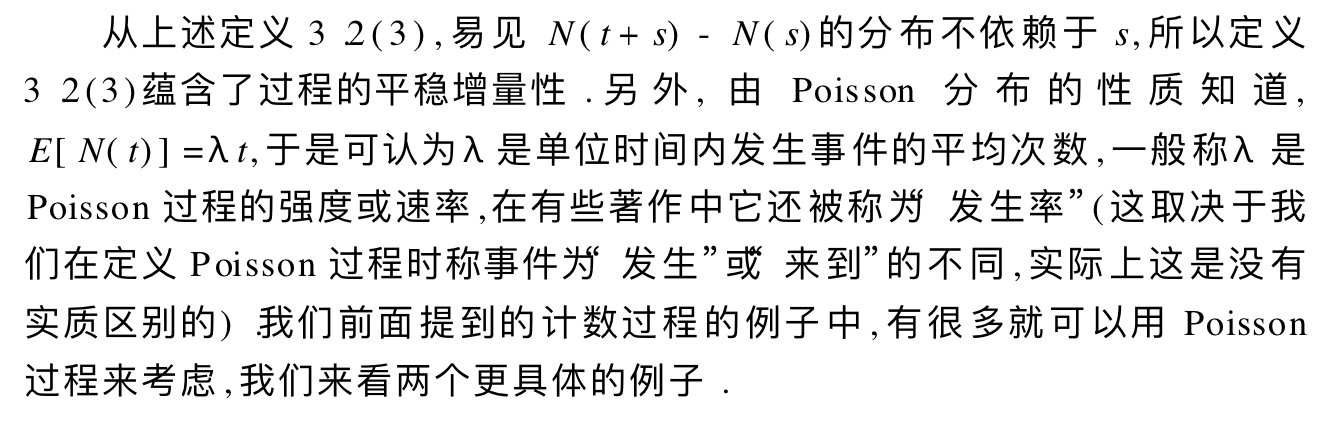 从上述定义 3.2(3),易见 N(t+s) - N(s)的分布不依赖于 s,所以定义
3.2(3)蕴含了过程的平稳增量性.另外,由 Poisson 分布的性质知道,
E[N(t)]=λt,于是可认为λ是单位时间内发生事件的平均次数,一般称λ是
Poisson 过程的强度或速率,在有些著作中它还被称为“发生率”(这取决于我
们在定义 Poisson 过程时称事件为“发生”或“来到”的不同,实际上这是没有
实质区别的).我们前面提到的计数过程的例子中,有很多就可以用 Poisson
过程来考虑,我们来看两个更具体的例子.